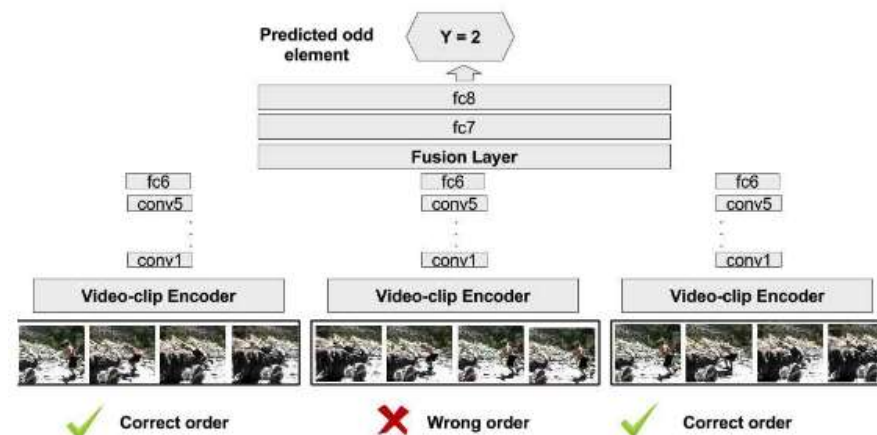 Predicted odd
element
Y = 2
fc8
fc7
Fusion Layer
fc6 fc6 fc6
conv5 conv5 conv5
conv1 conv1 conv1
Video-clip Encoder Video-clip Encoder Video-clip Encoder
Correct order Wrong order Correct order